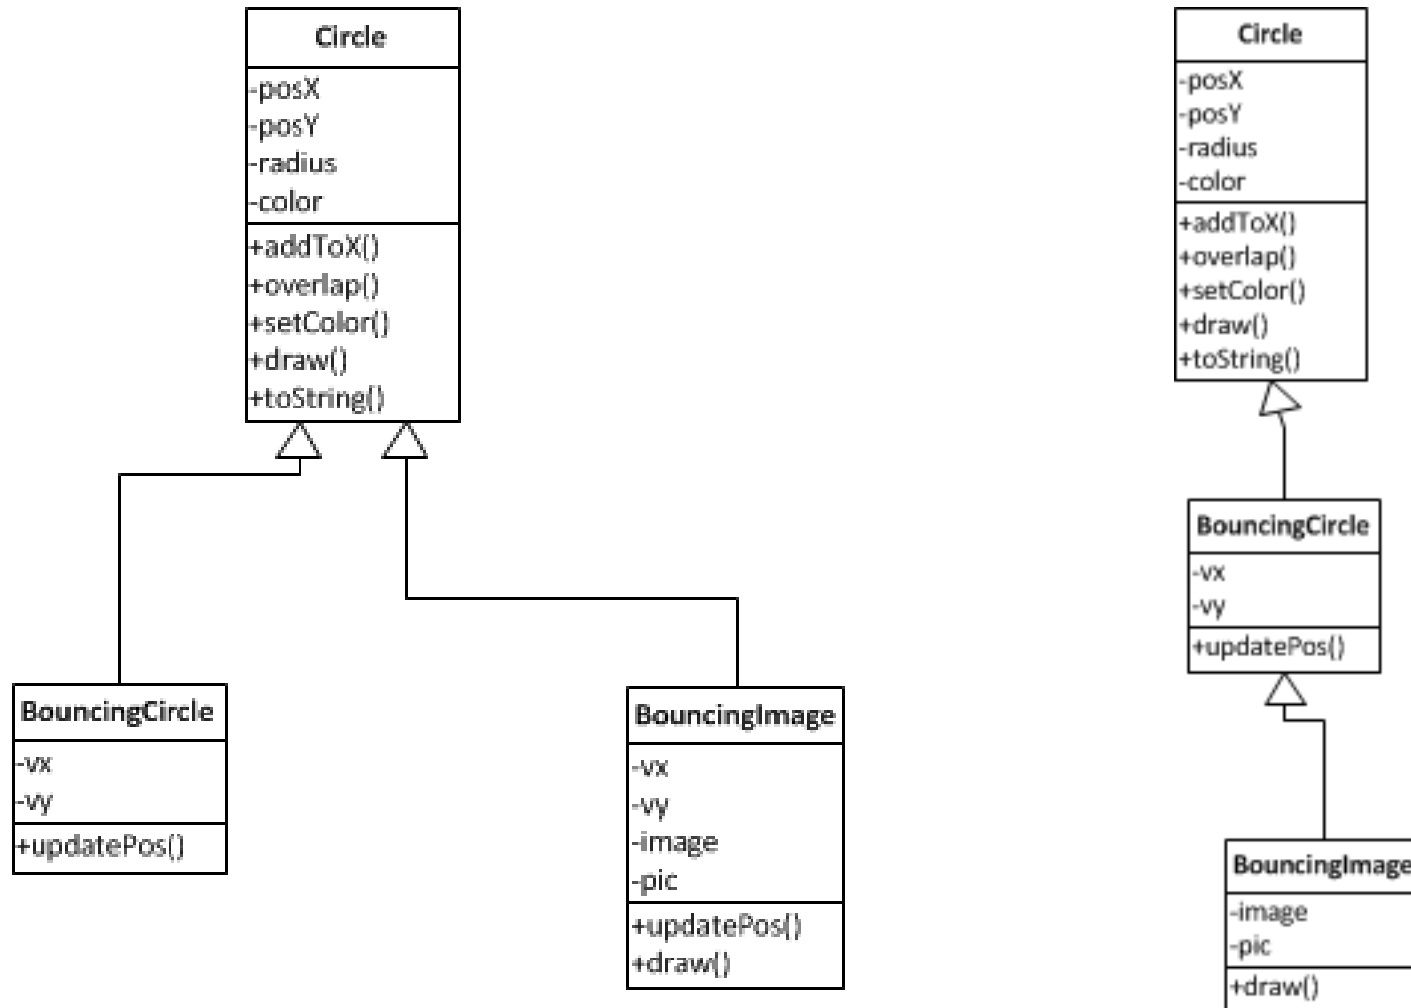 Circle
-posX
-posY
-radius
-color
+addToX()
+overlap()
+setColor()
+draw()
+toString()
BouncingCircle
-vx
-vy
+updatePos()
BouncingImage
-vx
-vy
-image
-pic
+updatePos()
+draw()
Circle
-posX
-posY
-radius
-color
+addToX()
+overlap()
+setColor()
+draw()
+toString()
BouncingCircle
-vx
-vy
+updatePos()
BouncingImage
-image
-pic
+draw()